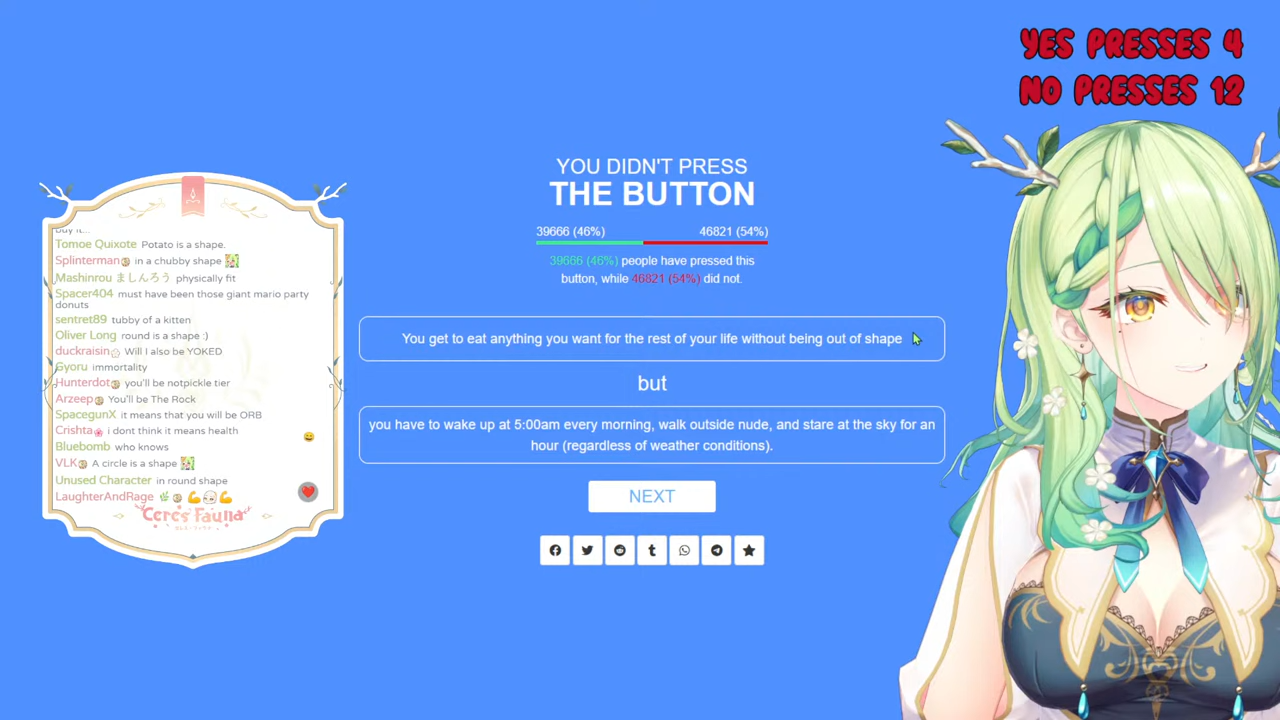 YES PRESSES 4
NO PRESSES 12
YOU DIDN'T PRESS
THE BUTTON
39666 (46%) 46821 (54%)
39666 (46%) people have pressed this
button, while 46821 (54%) did not.
You get to eat anything you want for the rest of your life without being out of shape
but
you have to wake up at 5:00am every morning, walk outside nude, and stare at the sky for an
hour (regardless of weather conditions).
NEXT
Tomoe Quixote Potato is a shape.
Splinterman in a chubby shape
Mashinrou ましんろう physically fit
Spacer404 must have been those giant mario party
donuts
sentret89 tubby of a kitten
Oliver Long round is a shape :)
duckraisin Will I also be YOKED
Gyoru immortality
Hunterdot you'll be notpickle tier
Arzeep You'll be The Rock
SpacegunX it means that you will be ORB
Crishta i dont think it means health
Bluebomb who knows
VLK A circle is a shape
Unused Character in round shape
LaughterAndRage
Ceres Fauna